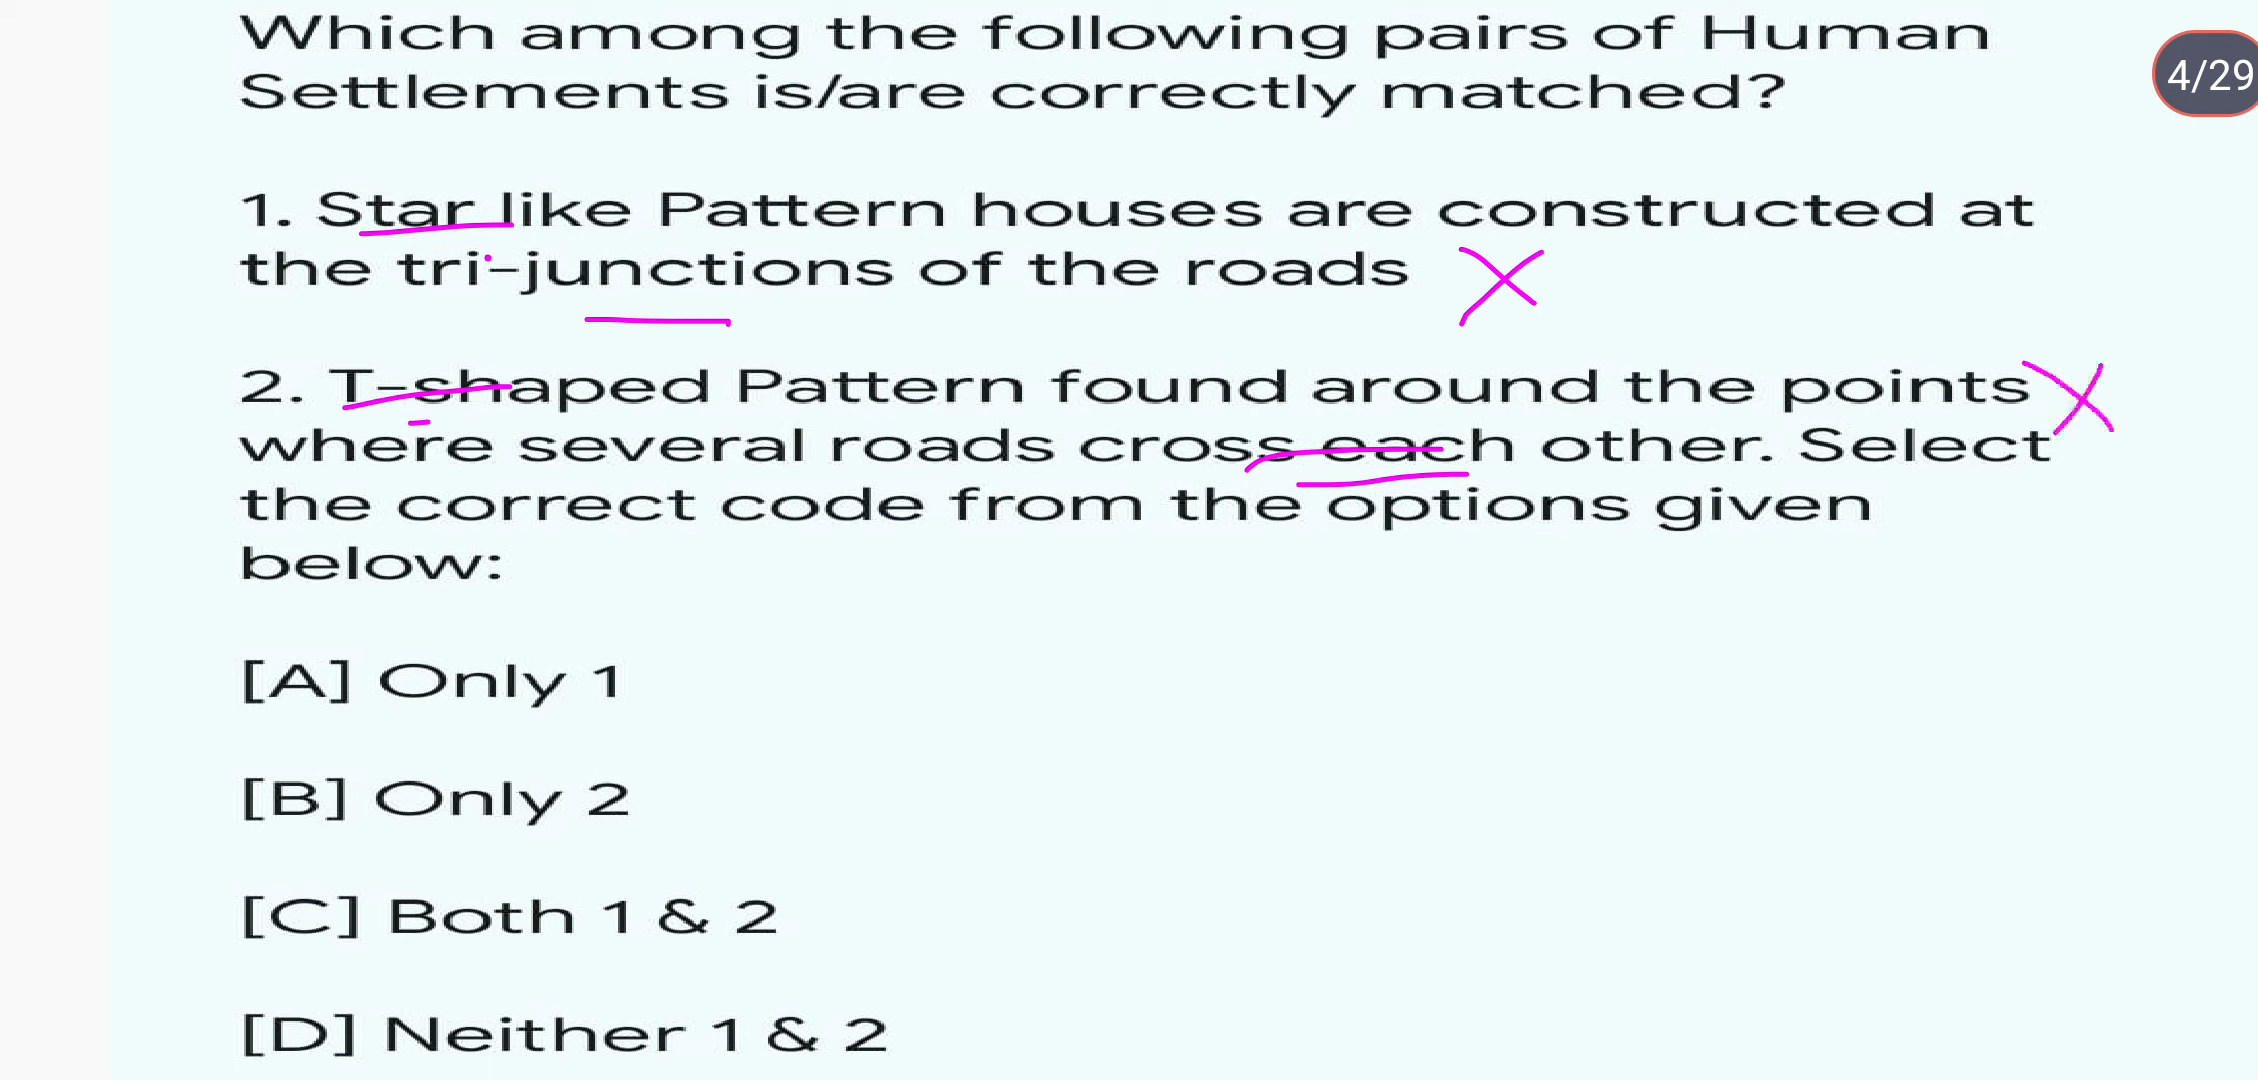 Which among the following pairs of Human
Settlements is/are correctly matched?
4/29
1. Star like Pattern houses are constructed at
the tri-junctions of the roads
2. T-shaped Pattern found around the points
where several roads cross each other. Select
the correct code from the options given
below:
[A] Only 1
[B] Only 2
[C] Both 1 & 2
[D] Neither 1 & 2